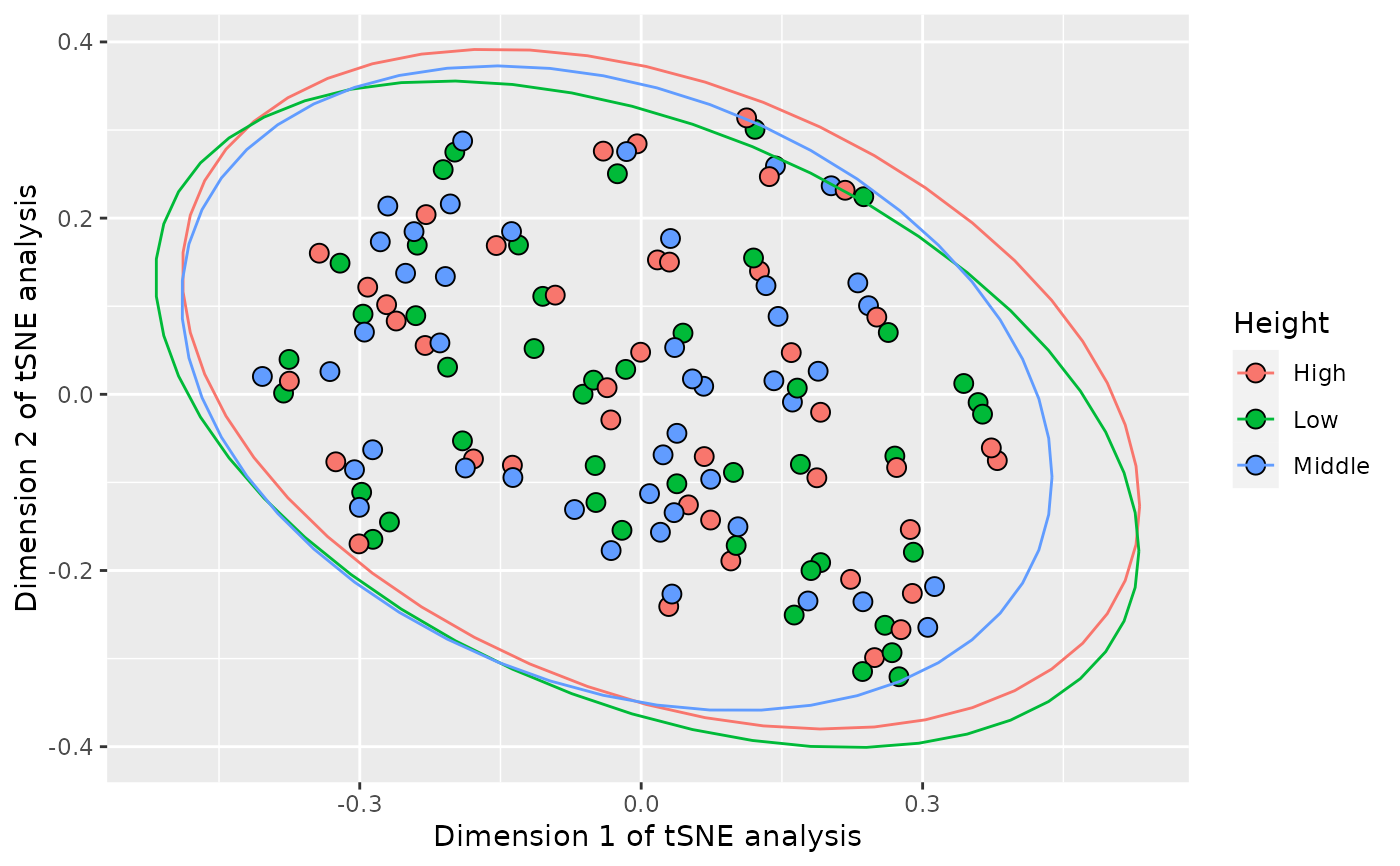 0.4
0.2
0.0
-0.2
-0.4
-0.3
0.0
0.3
Dimension 1 of tSNE analysis
Dimension 2 of tSNE analysis
Height
High
Low
Middle